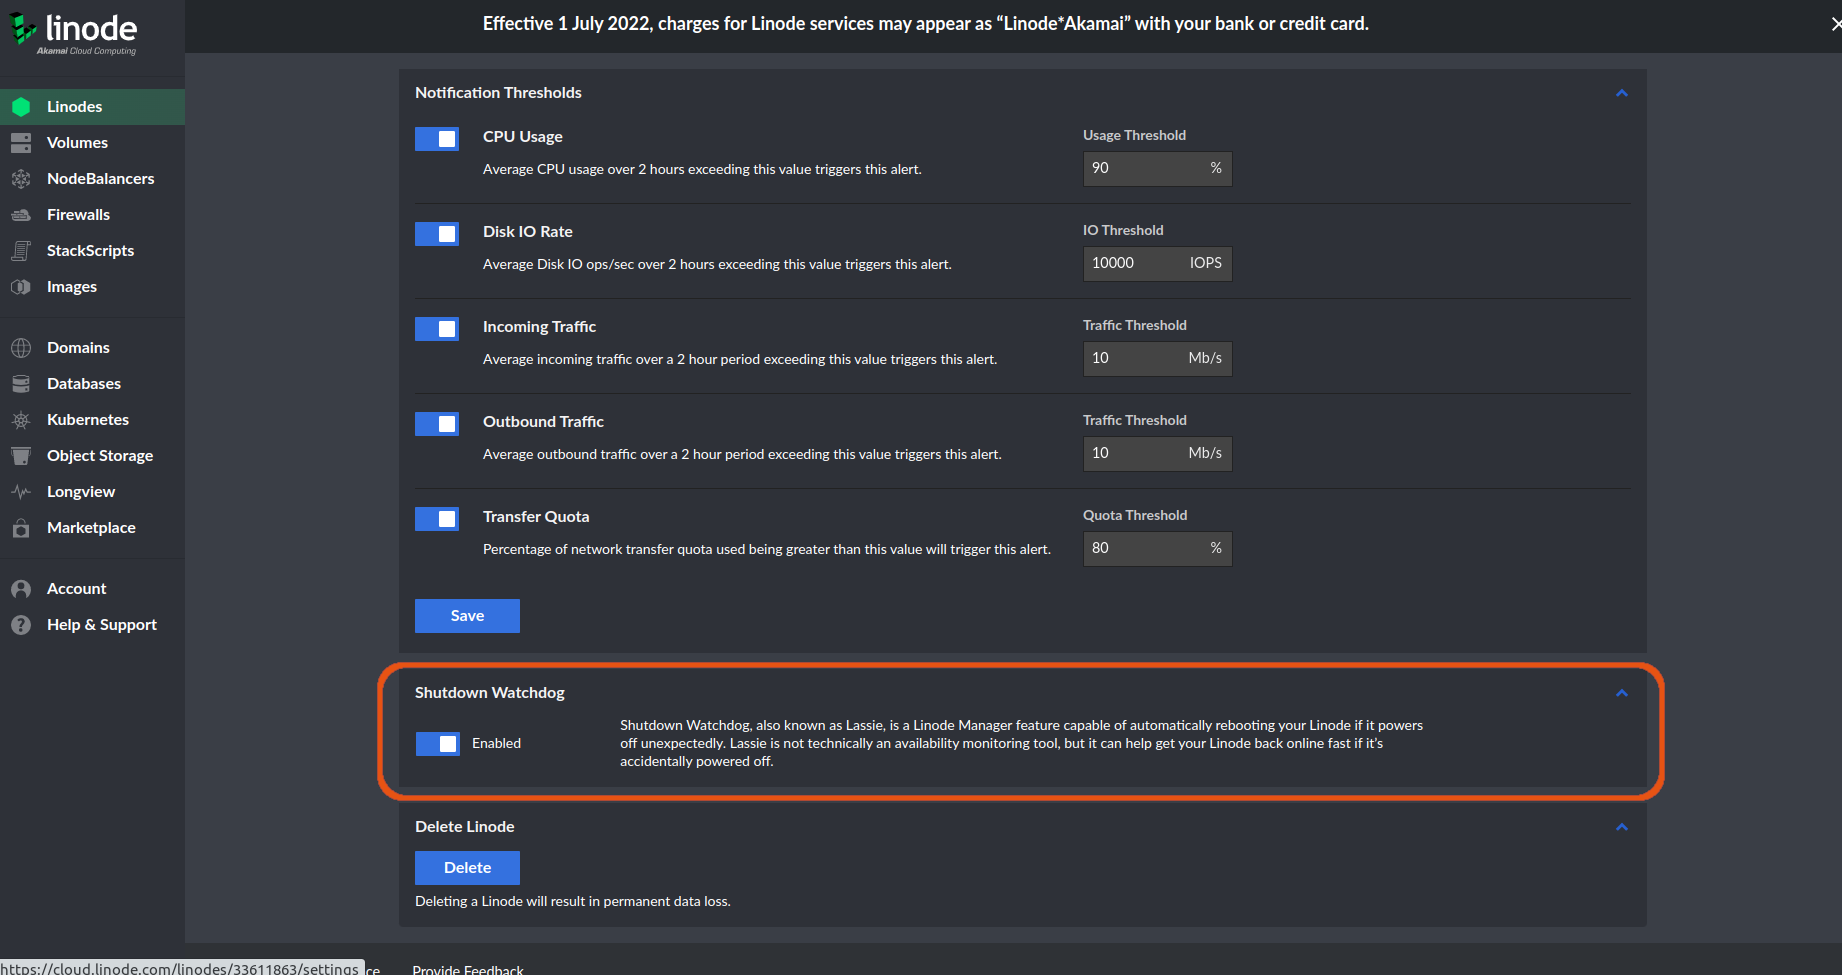 linode
Akamai Cloud Computing
Effective 1 July 2022, charges for Linode services may appear as “Linode*Akamai” with your bank or credit card.
Linodes
Volumes
NodeBalancers
Firewalls
StackScripts
Images
Domains
Databases
Kubernetes
Object Storage
Longview
Marketplace
Account
Help & Support
Notification Thresholds
CPU Usage
Average CPU usage over 2 hours exceeding this value triggers this alert.
Usage Threshold
90 %
Disk IO Rate
Average Disk IO ops/sec over 2 hours exceeding this value triggers this alert.
IO Threshold
10000 IOPS
Incoming Traffic
Average incoming traffic over a 2 hour period exceeding this value triggers this alert.
Traffic Threshold
10 Mb/s
Outbound Traffic
Average outbound traffic over a 2 hour period exceeding this value triggers this alert.
Traffic Threshold
10 Mb/s
Transfer Quota
Percentage of network transfer quota used being greater than this value will trigger this alert.
Quota Threshold
80 %
Save
Shutdown Watchdog
Enabled
Shutdown Watchdog, also known as Lassie, is a Linode Manager feature capable of automatically rebooting your Linode if it powers
off unexpectedly. Lassie is not technically an availability monitoring tool, but it can help get your Linode back online fast if it’s
accidentally powered off.
Delete Linode
Delete
Deleting a Linode will result in permanent data loss.
https://cloud.linode.com/linodes/33611863/settings
Provide Feedback